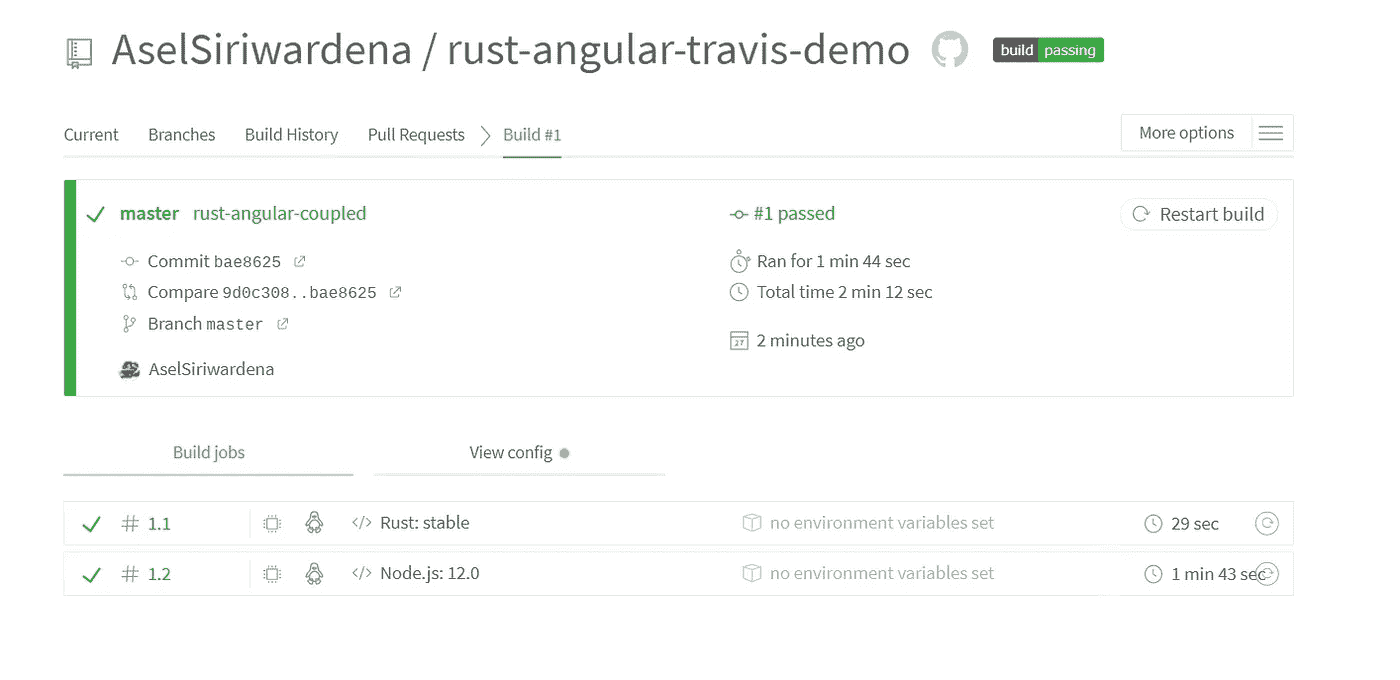 AselSiriwardena / rust-angular-travis-demo build passing
Current Branches Build History Pull Requests Build #1 More options
master rust-angular-coupled #1 passed Restart build
Commit bae8625 Ran for 1 min 44 sec
Compare 9d0c308..bae8625 Total time 2 min 12 sec
Branch master
2 minutes ago
AselSiriwardena
Build jobs View config
# 1.1 </> Rust: stable no environment variables set 29 sec
# 1.2 </> Node.js: 12.0 no environment variables set 1 min 43 sec